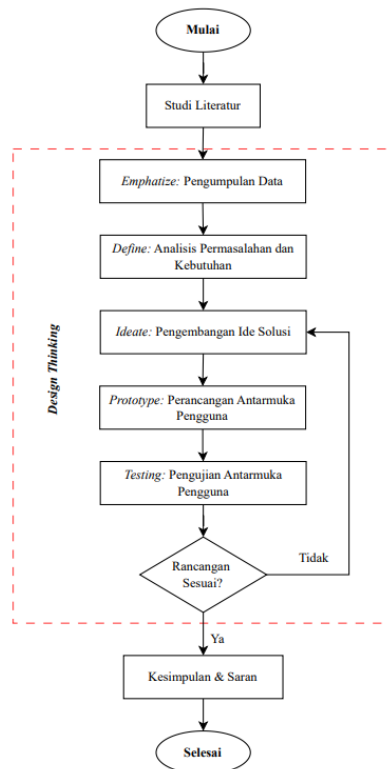 Mulai
Studi Literatur
Emphatize: Pengumpulan Data
Define: Analisis Permasalahan dan
Kebutuhan
Ideate: Pengembangan Ide Solusi
Design Thinking
Prototype: Perancangan Antarmuka
Pengguna
Testing: Pengujian Antarmuka
Pengguna
Rancangan
Sesuai?
Tidak
Ya
Kesimpulan & Saran
Selesai